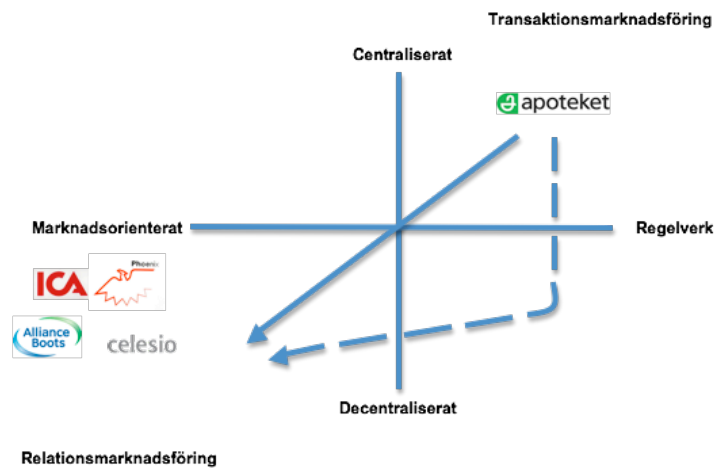 Transaktionsmarknadsföring
Centraliserat
apoteket
Marknadsorienterat
Regelverk
ICA
Phoenix
Alliance
Boots
celesio
Decentraliserat
Relationsmarknadsföring